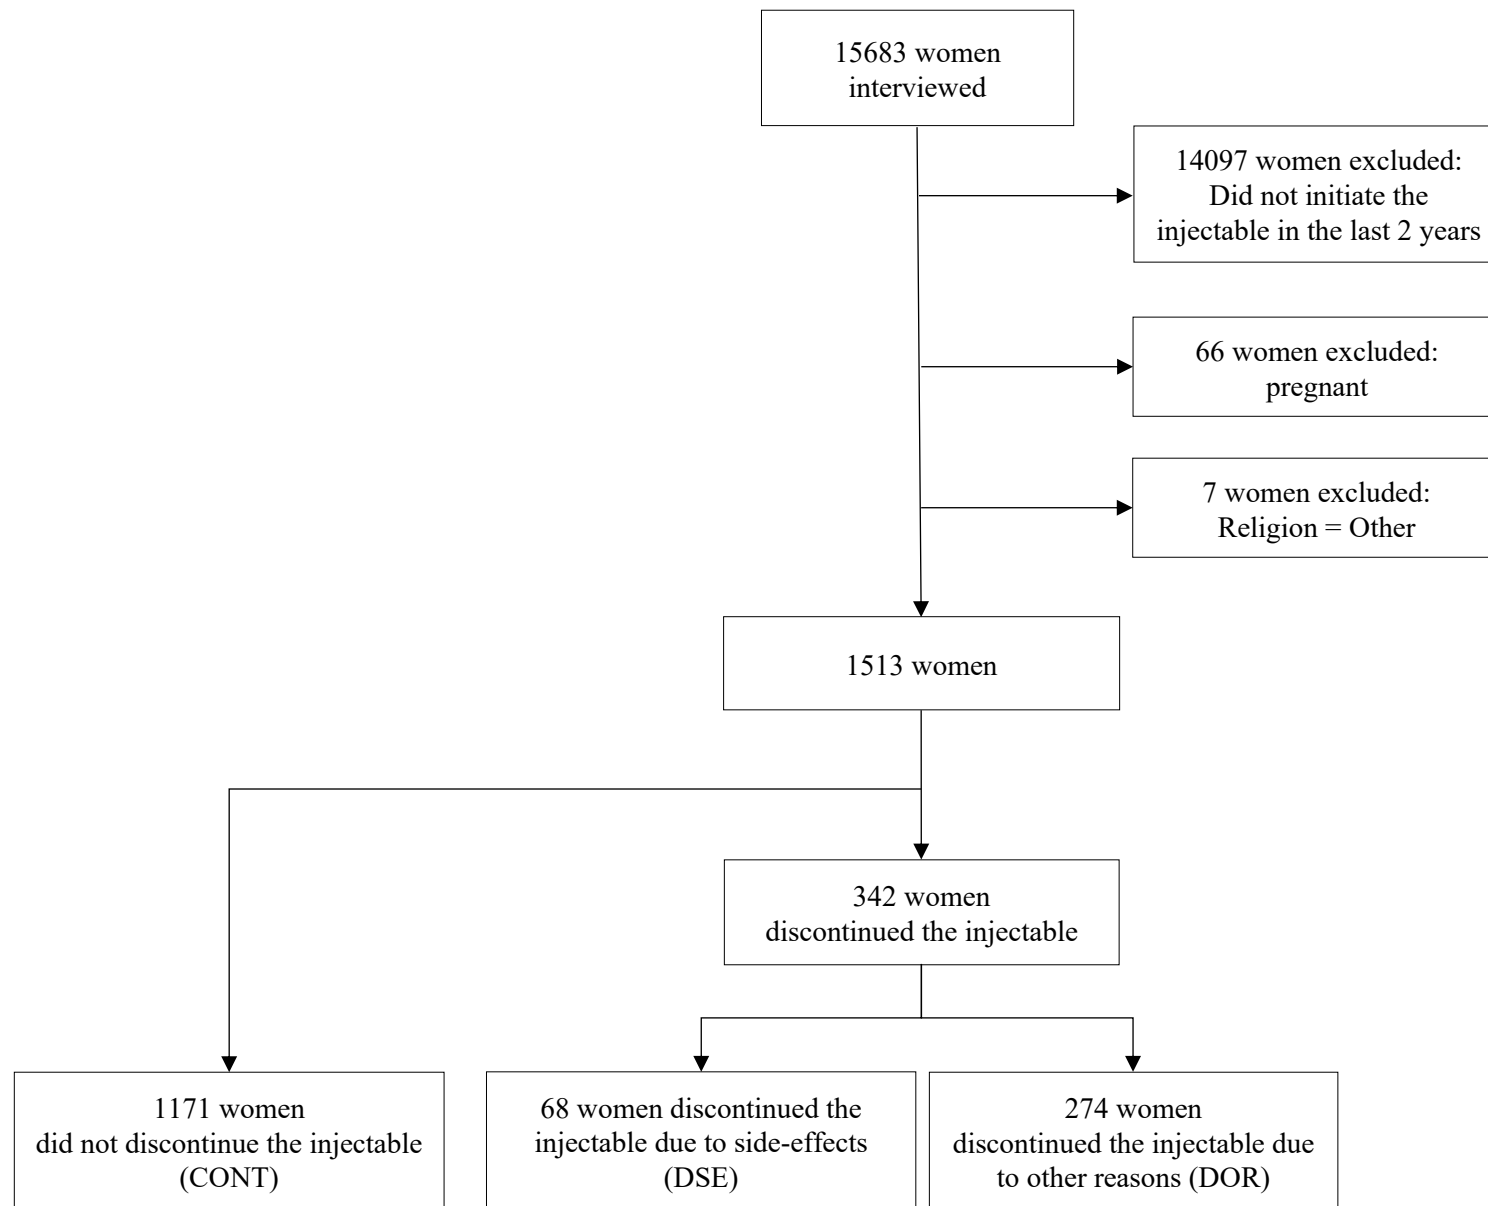 15683 women
interviewed
14097 women excluded:
Did not initiate the
injectable in the last 2 years
66 women excluded:
pregnant
7 women excluded:
Religion = Other
1513 women
342 women
discontinued the injectable
1171 women
did not discontinue the injectable
(CONT)
68 women discontinued the
injectable due to side-effects
(DSE)
274 women
discontinued the injectable due
to other reasons (DOR)